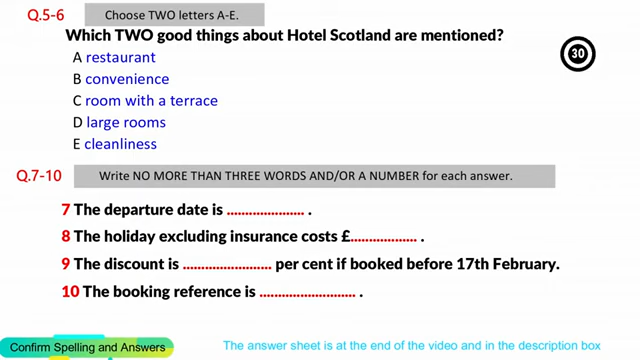 Q.5-6 Choose TWO letters A-E.
Which TWO good things about Hotel Scotland are mentioned?
30
A restaurant
B convenience
C room with a terrace
D large rooms
E cleanliness
Q.7-10 Write NO MORE THAN THREE WORDS AND/OR A NUMBER for each answer.
7 The departure date is ..................... .
8 The holiday excluding insurance costs £.................. .
9 The discount is ........................ per cent if booked before 17th February.
10 The booking reference is .......................... .
Confirm Spelling and Answers
The answer sheet is at the end of the video and in the description box